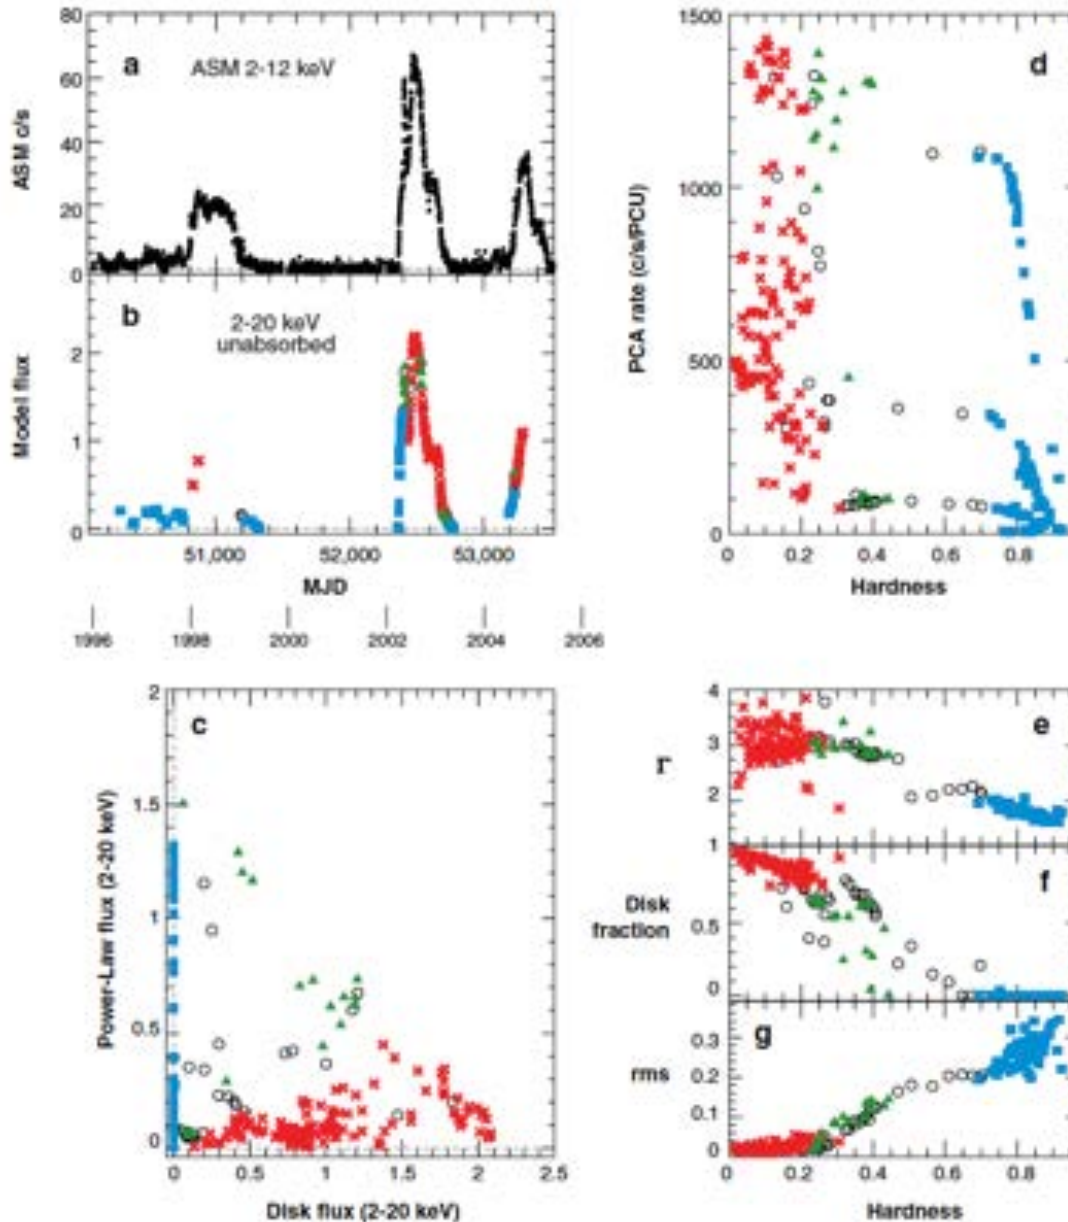 a
ASM 2-12 keV
ASM c/s
80
60
40
20
0
b
2-20 keV
unabsorbed
Model flux
2
1
0
51,000
52,000
53,000
MJD
1996
1998
2000
2002
2004
2006
d
PCA rate (c/s/PCU)
1500
1000
500
0
0
0.2
0.4
0.6
0.8
Hardness
c
Power-Law flux (2-20 keV)
2
1.5
1
0.5
0
0
0.5
1
1.5
2
2.5
Disk flux (2-20 keV)
e
Γ
4
3
2
1
f
Disk
fraction
0.5
0
g
rms
0.3
0.2
0.1
0
0
0.2
0.4
0.6
0.8
Hardness